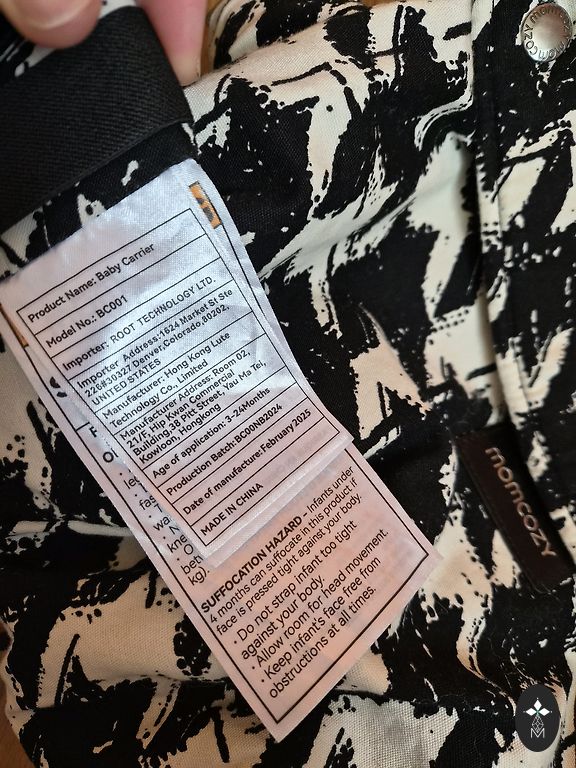 MOMCOZY MOMCOZY
Product Name: Baby Carrier
Model No.: BC001
Importer: ROOT TECHNOLOGY LTD.
Importer Address:1624 Market St Ste
226#36327 Denver,Colorado,80202,
UNITED STATES
Manufacturer: Hong Kong Lute
Technology Co., Limited
Manufacturer Address: Room 02,
21/F, Hip Kwan Commercial
Building,38 Pitt Street, Yau Ma Tei,
Kowloon, Hongkong
Age of application: 3-24Months
Production Batch:BC00NB2024
Date of manufacture:February 2025
MADE IN CHINA
kg)
SUFFOCATION HAZARD – Infants under
4 months can suffocate in this product if
face is pressed tight against your body.
· Do not strap infant too tight
against your body.
· Allow room for head movement.
· Keep infant's face free from
obstructions at all times.
momcozy
M